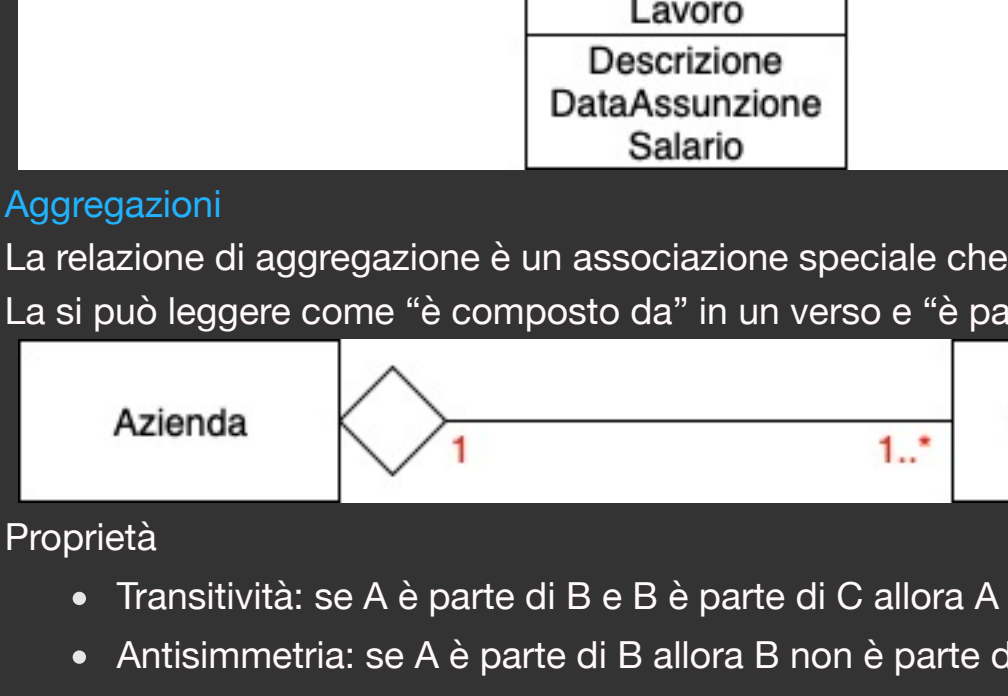 Lavoro
Descrizione
DataAssunzione
Salario
Aggregazioni
La relazione di aggregazione è un associazione speciale che
La si può leggere come “è composto da” in un verso e “è pa
Azienda
1 1..*
Proprietà
• Transitività: se A è parte di B e B è parte di C allora A
• Antisimmetria: se A è parte di B allora B non è parte d